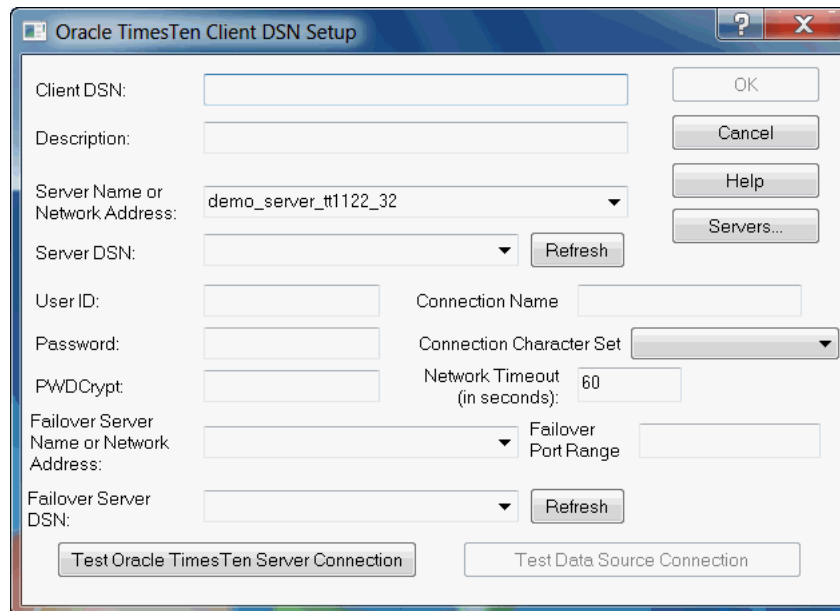 Oracle TimesTen Client DSN Setup
?
X
Client DSN:
OK
Description:
Cancel
Server Name or
Network Address:
demo_server_tt1122_32
Help
Servers...
Server DSN:
Refresh
User ID:
Connection Name
Password:
Connection Character Set
PWDCrypt:
Network Timeout
(in seconds):
60
Failover Server
Name or Network
Address:
Failover
Port Range
Failover Server
DSN:
Refresh
Test Oracle TimesTen Server Connection
Test Data Source Connection